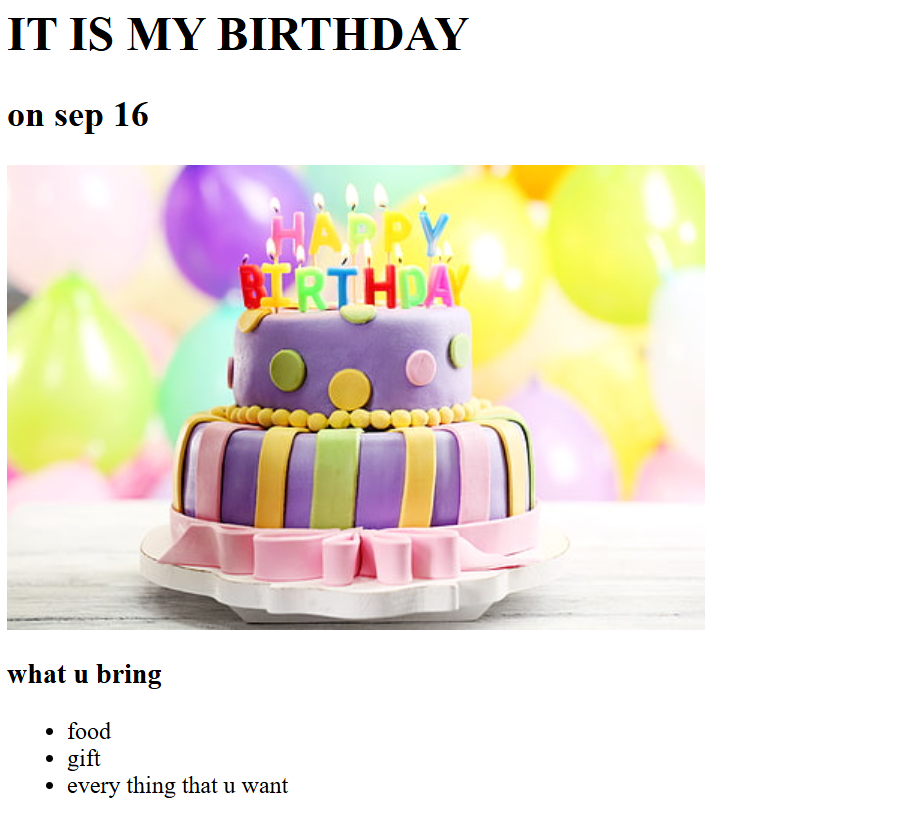 IT IS MY BIRTHDAY
on sep 16
HAPPY
BIRTHDAY
what u bring
food
gift
every thing that u want